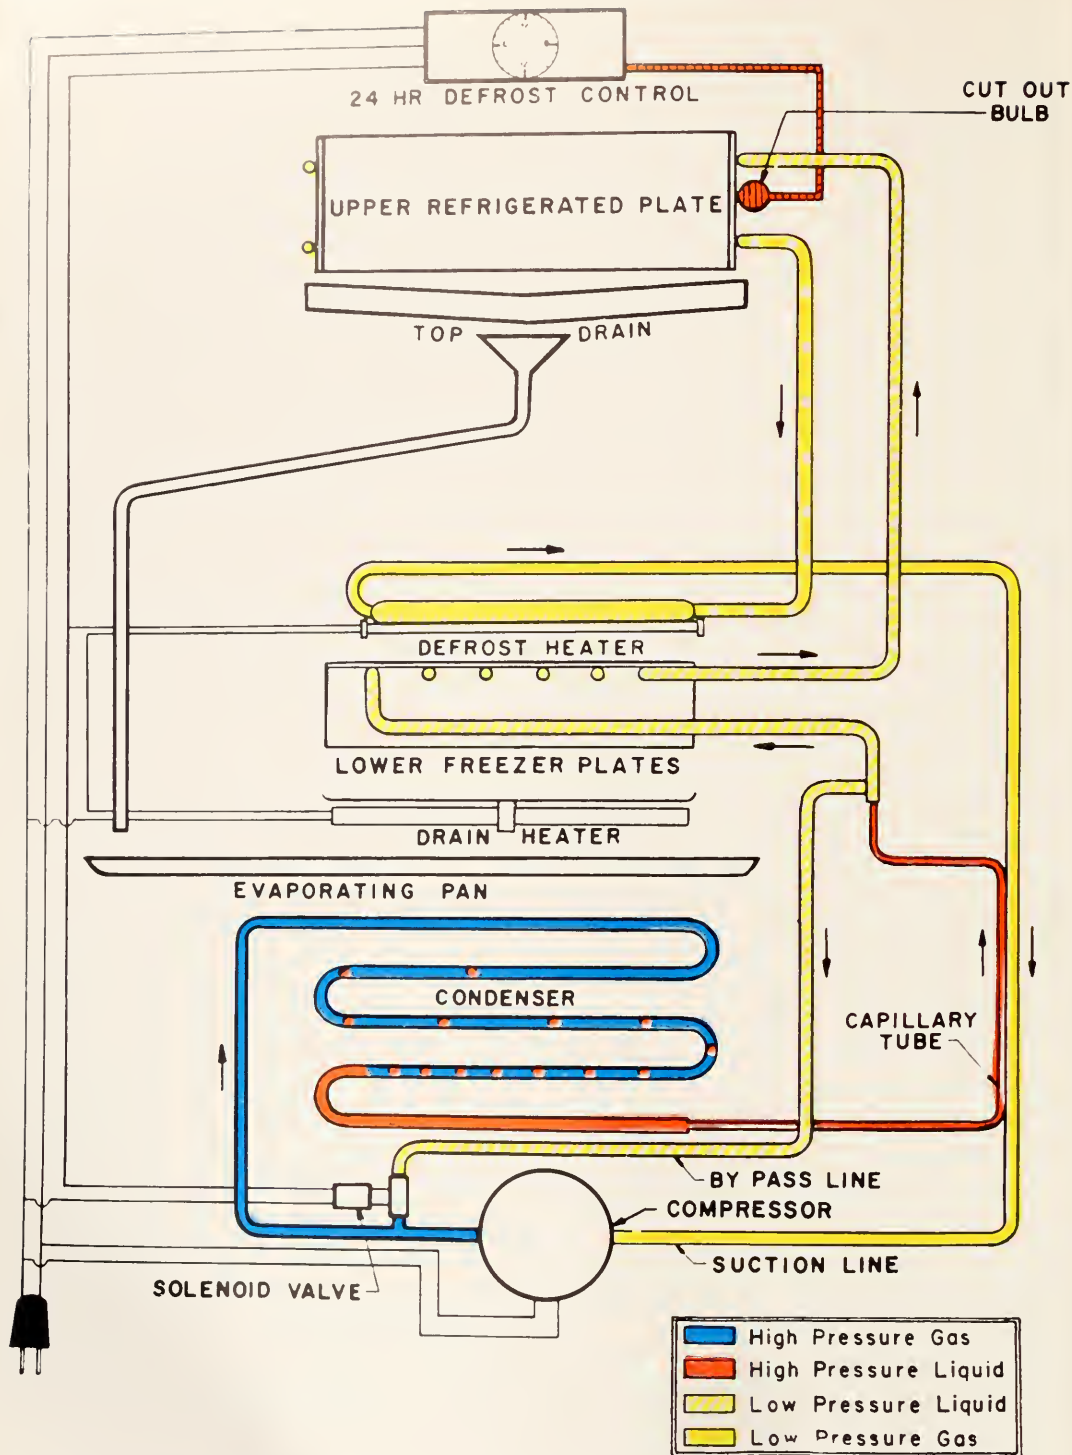 24 HR DEFROST CONTROL
CUT OUT
BULB
UPPER REFRIGERATED PLATE
TOP DRAIN
DEFROST HEATER
LOWER FREEZER PLATES
DRAIN HEATER
EVAPORATING PAN
CONDENSER
CAPILLARY
TUBE
BY PASS LINE
COMPRESSOR
SUCTION LINE
SOLENOID VALVE
High Pressure Gas
High Pressure Liquid
Low Pressure Liquid
Low Pressure Gas